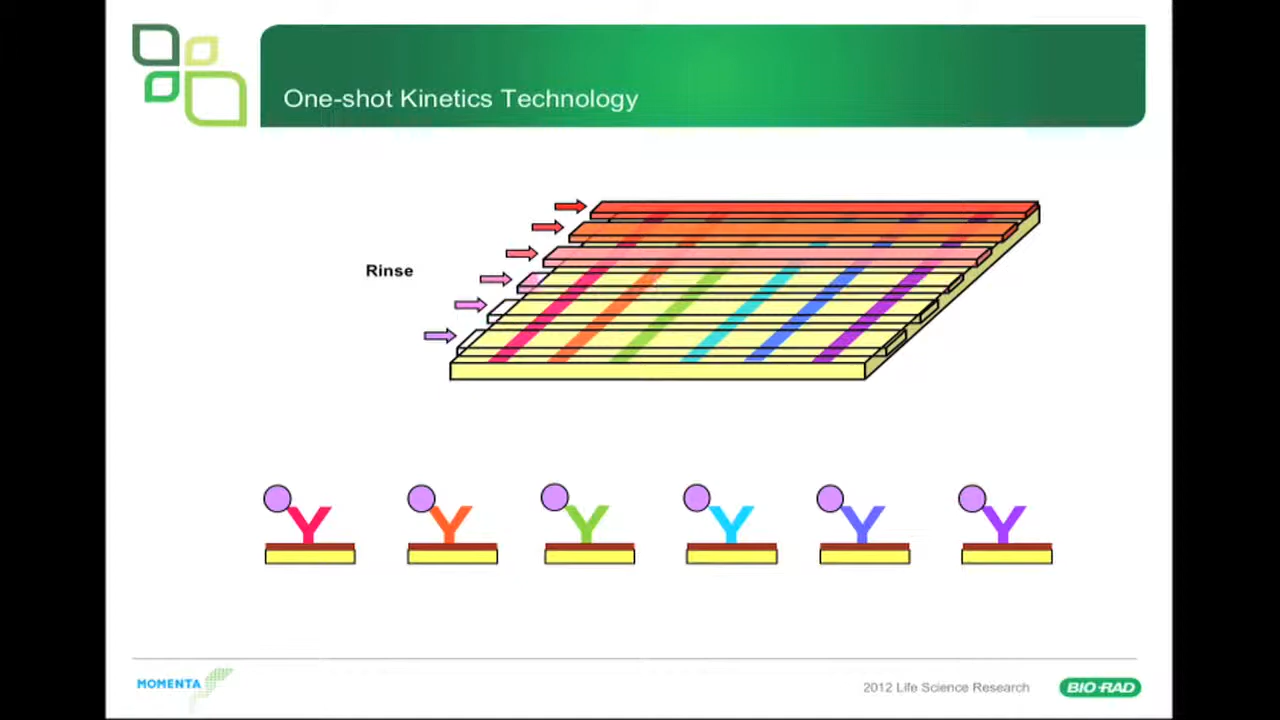 One-shot Kinetics Technology
Rinse
MOMENTA
2012 Life Science Research
BIO-RAD